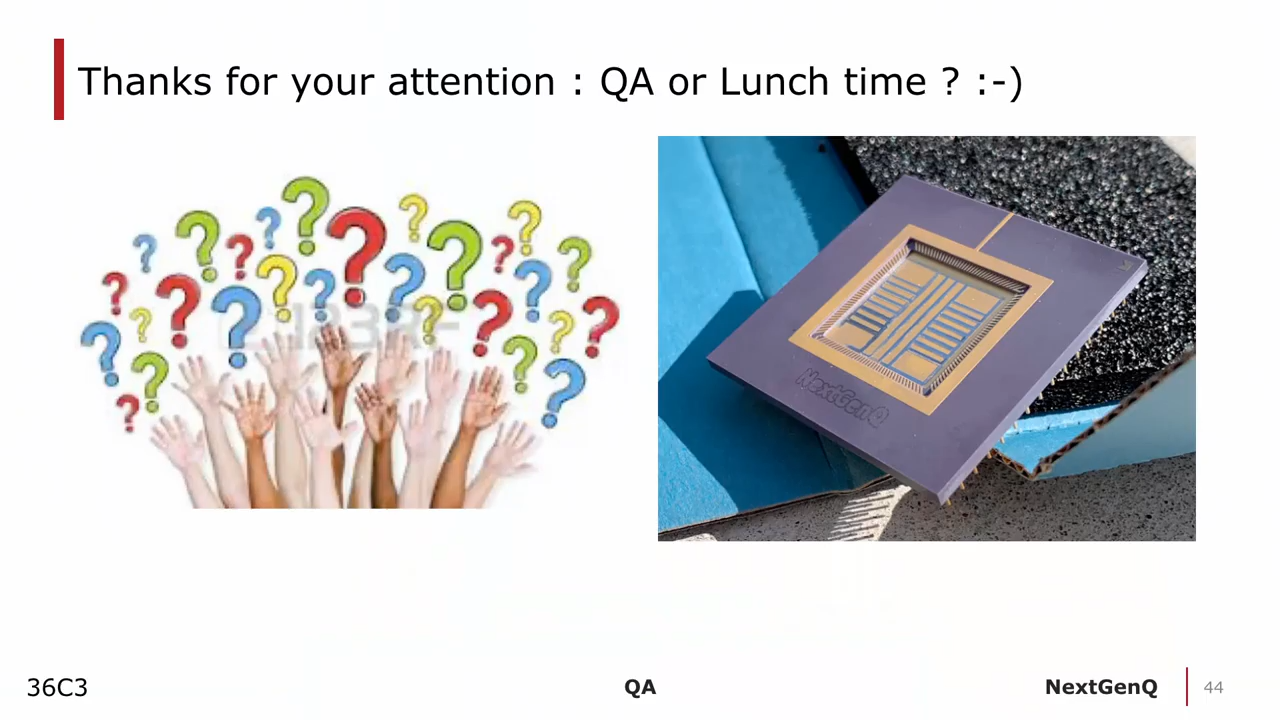 Thanks for your attention : QA or Lunch time ? :-)
NextGenQ
36C3
QA
NextGenQ
44